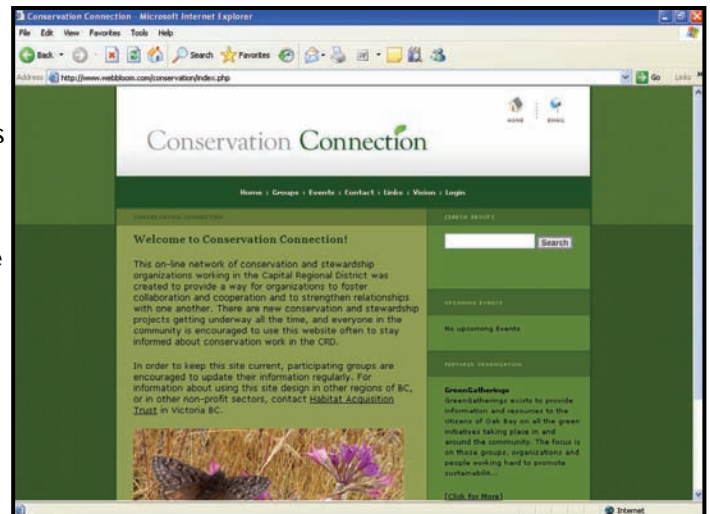 Conservation Connection - Microsoft Internet Explorer
File Edit View Favorites Tools Help
Back Search Favorites
Address http://www.webbloom.com/conservation/index.php Go Links
HOME EMAIL
Conservation Connection
Home : Groups : Events : Contact : Links : Vision : Login
CONSERVATION CONNECTION
Welcome to Conservation Connection!
This on-line network of conservation and stewardship
organizations working in the Capital Regional District was
created to provide a way for organizations to foster
collaboration and cooperation and to strengthen relationships
with one another. There are new conservation and stewardship
projects getting underway all the time, and everyone in the
community is encouraged to use this website often to stay
informed about conservation work in the CRD.
In order to keep this site current, participating groups are
encouraged to update their information regularly. For
information about using this site design in other regions of BC,
or in other non-profit sectors, contact Habitat Acquisition
Trust in Victoria BC.
SEARCH GROUPS
Search
UPCOMING EVENTS
No upcoming Events
FEATURED ORGANIZATION
GreenGatherings
GreenGatherings exists to provide
information and resources to the
citizens of Oak Bay on all the green
initiatives taking place in and
around the community. The focus is
on those groups, organizations and
people working hard to promote
sustainabilit...
[Click for More]
Internet
s
e